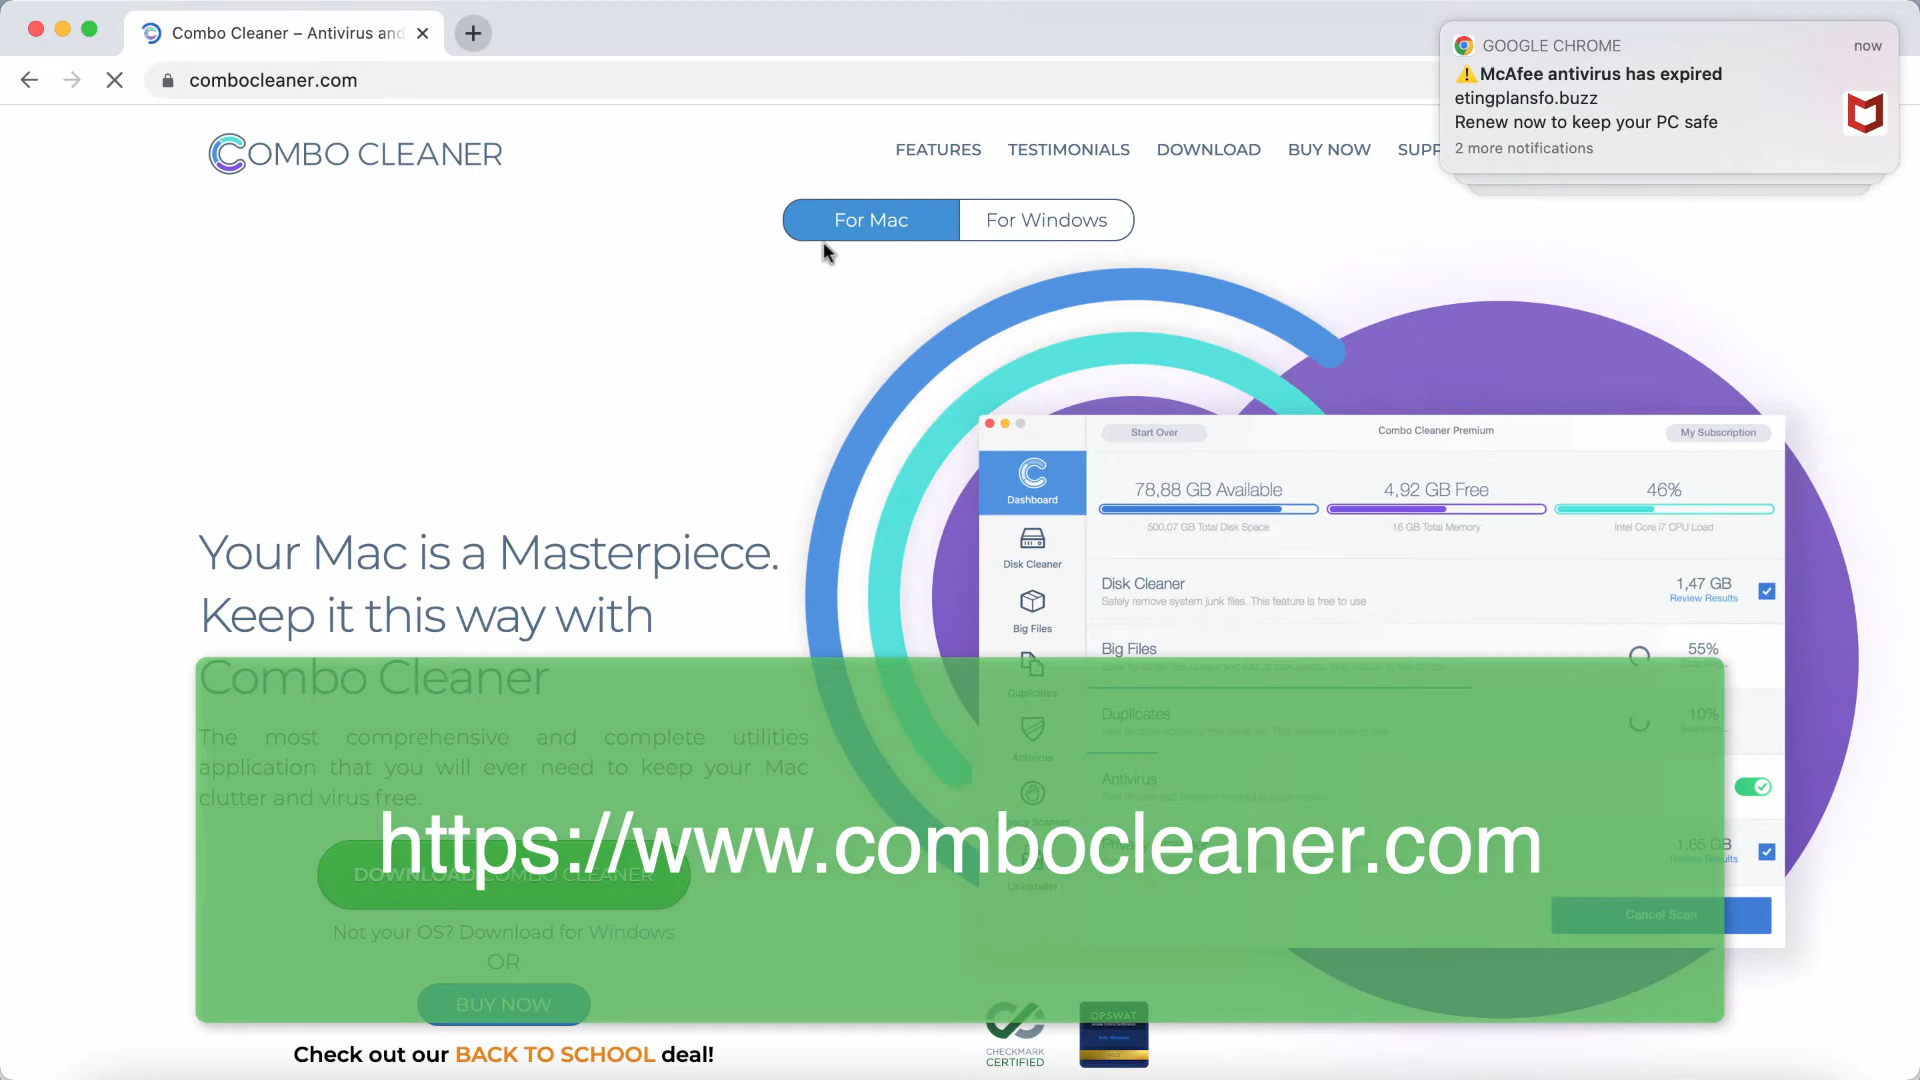 Combo Cleaner – Antivirus and
combocleaner.com
GOOGLE CHROME
now
⚠️McAfee antivirus has expired
etingplansfo.buzz
Renew now to keep your PC safe
2 more notifications
COMBO CLEANER
FEATURES
TESTIMONIALS
DOWNLOAD
BUY NOW
SUPP
For Mac
For Windows
Start Over
Combo Cleaner Premium
My Subscription
Dashboard
78,88 GB Available
500,07 GB Total Disk Space
4,92 GB Free
16 GB Total Memory
46%
Intel Core i7 CPU Load
Disk Cleaner
Disk Cleaner
Safely remove system junk files. This feature is free to use
1,47 GB
Review Results
Big Files
Big Files
55%
Scanning..
Duplicates
Duplicates
10%
Scanning..
Antivirus
Antivirus
Privacy Scanner
1,65 GB
Review Results
Uninstaller
Cancel Scan
Your Mac is a Masterpiece.
Keep it this way with
Combo Cleaner
The most comprehensive and complete utilities
application that you will ever need to keep your Mac
clutter and virus free.
https://www.combocleaner.com
DOWNLOAD COMBO CLEANER
Not your OS? Download for Windows
OR
BUY NOW
Check out our BACK TO SCHOOL deal!
CHECKMARK
CERTIFIED
OPSWAT